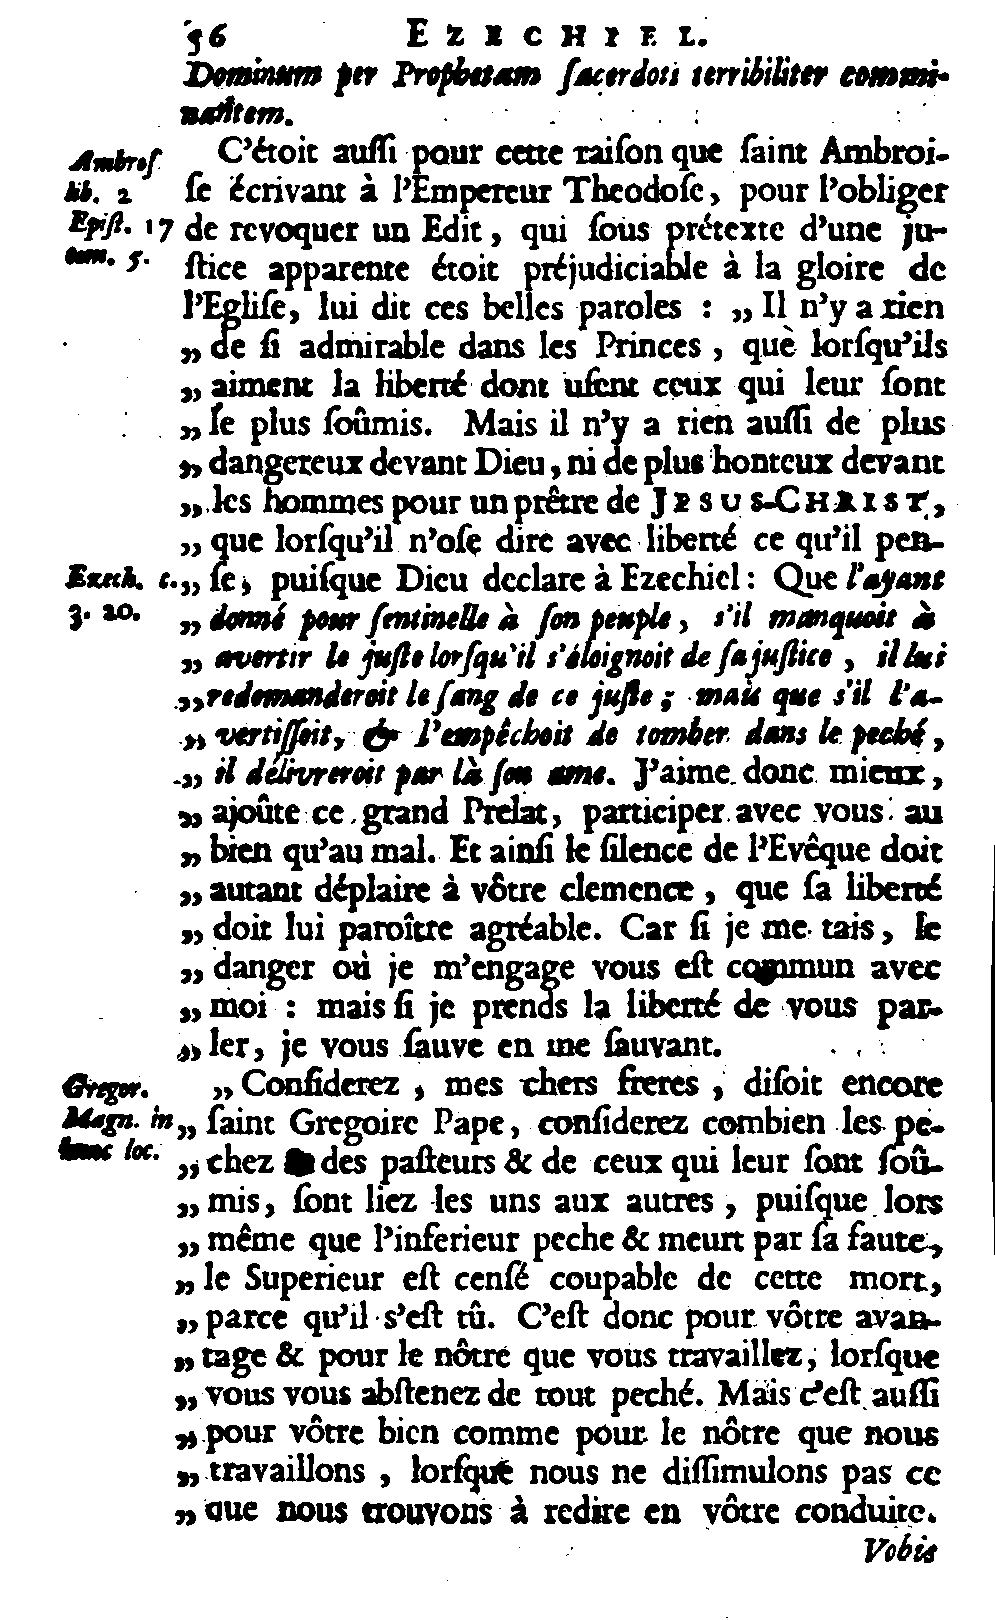 56 EZECHIEL.
Dominum per Prophetam ſacerdoti terribiliter commi-
nantem.
C'étoit auſſi pour cette raiſon que ſaint Ambroi-
Ambroſ.
lib. 2 ſe écrivant à l'Empereur Theodoſe, pour l'obliger
Epiſt. 17 de revoquer un Edit, qui ſous prétexte d'une ju-
tom. 5. ſtice apparente étoit préjudiciable à la gloire de
l'Egliſe, lui dit ces belles paroles : „ Il n'y a rien
„ de ſi admirable dans les Princes, que lorſqu'ils
„ aiment la liberté dont uſent ceux qui leur ſont
„ le plus ſoûmis. Mais il n'y a rien auſſi de plus
„ dangereux devant Dieu, ni de plus honteux devant
„ les hommes pour un prêtre de JESUS-CHRIST,
„ que lorſqu'il n'oſe dire avec liberté ce qu'il pen-
Ezech. c. „ ſe, puiſque Dieu declare à Ezechiel : Que l'ayant
3. 20. „ donné pour ſentinelle à ſon peuple, s'il manquoit à
„ avertir le juſte lorſqu'il s'éloignoit de ſa juſtice, il lui
„ redemanderoit le ſang de ce juſte ; mais que s'il l'a-
„ vertiſſoit, & l'empêchoit de tomber dans le peché,
„ il délivreroit par là ſon ame. J'aime donc mieux,
„ ajoûte ce grand Prelat, participer avec vous au
„ bien qu'au mal. Et ainſi le ſilence de l'Evêque doit
„ autant déplaire à vôtre clemence, que ſa liberté
„ doit lui paroître agréable. Car ſi je me tais, le
„ danger où je m'engage vous eſt commun avec
„ moi : mais ſi je prends la liberté de vous par-
„ ler, je vous ſauve en me ſauvant.
Gregor. „ Conſiderez, mes chers freres, diſoit encore
Magn. in „ ſaint Gregoire Pape, conſiderez combien les pe-
hunc loc. „ chez des paſteurs & de ceux qui leur ſont ſoû-
„ mis, ſont liez les uns aux autres, puiſque lors
„ même que l'inferieur peche & meurt par ſa faute,
„ le Superieur eſt cenſé coupable de cette mort,
„ parce qu'il s'eſt tû. C'eſt donc pour vôtre avan-
„ tage & pour le nôtre que vous travaillez, lorſque
„ vous vous abſtenez de tout peché. Mais c'eſt auſſi
„ pour vôtre bien comme pour le nôtre que nous
„ travaillons, lorſque nous ne diſſimulons pas ce
„ que nous trouvons à redire en vôtre conduite.
Vobis